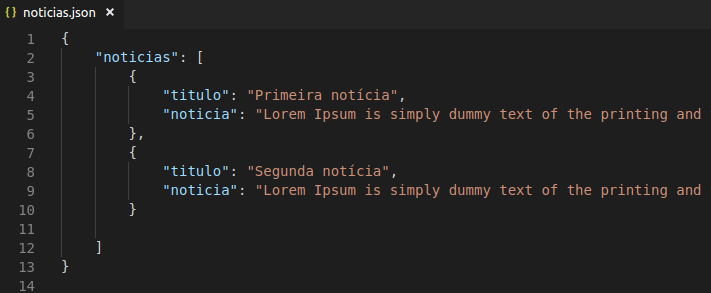 {} noticias.json ×
1 {
2 "noticias": [
3 {
4 "titulo": "Primeira notícia",
5 "noticia": "Lorem Ipsum is simply dummy text of the printing and
6 },
7 {
8 "titulo": "Segunda notícia",
9 "noticia": "Lorem Ipsum is simply dummy text of the printing and
10 }
11
12 ]
13 }
14